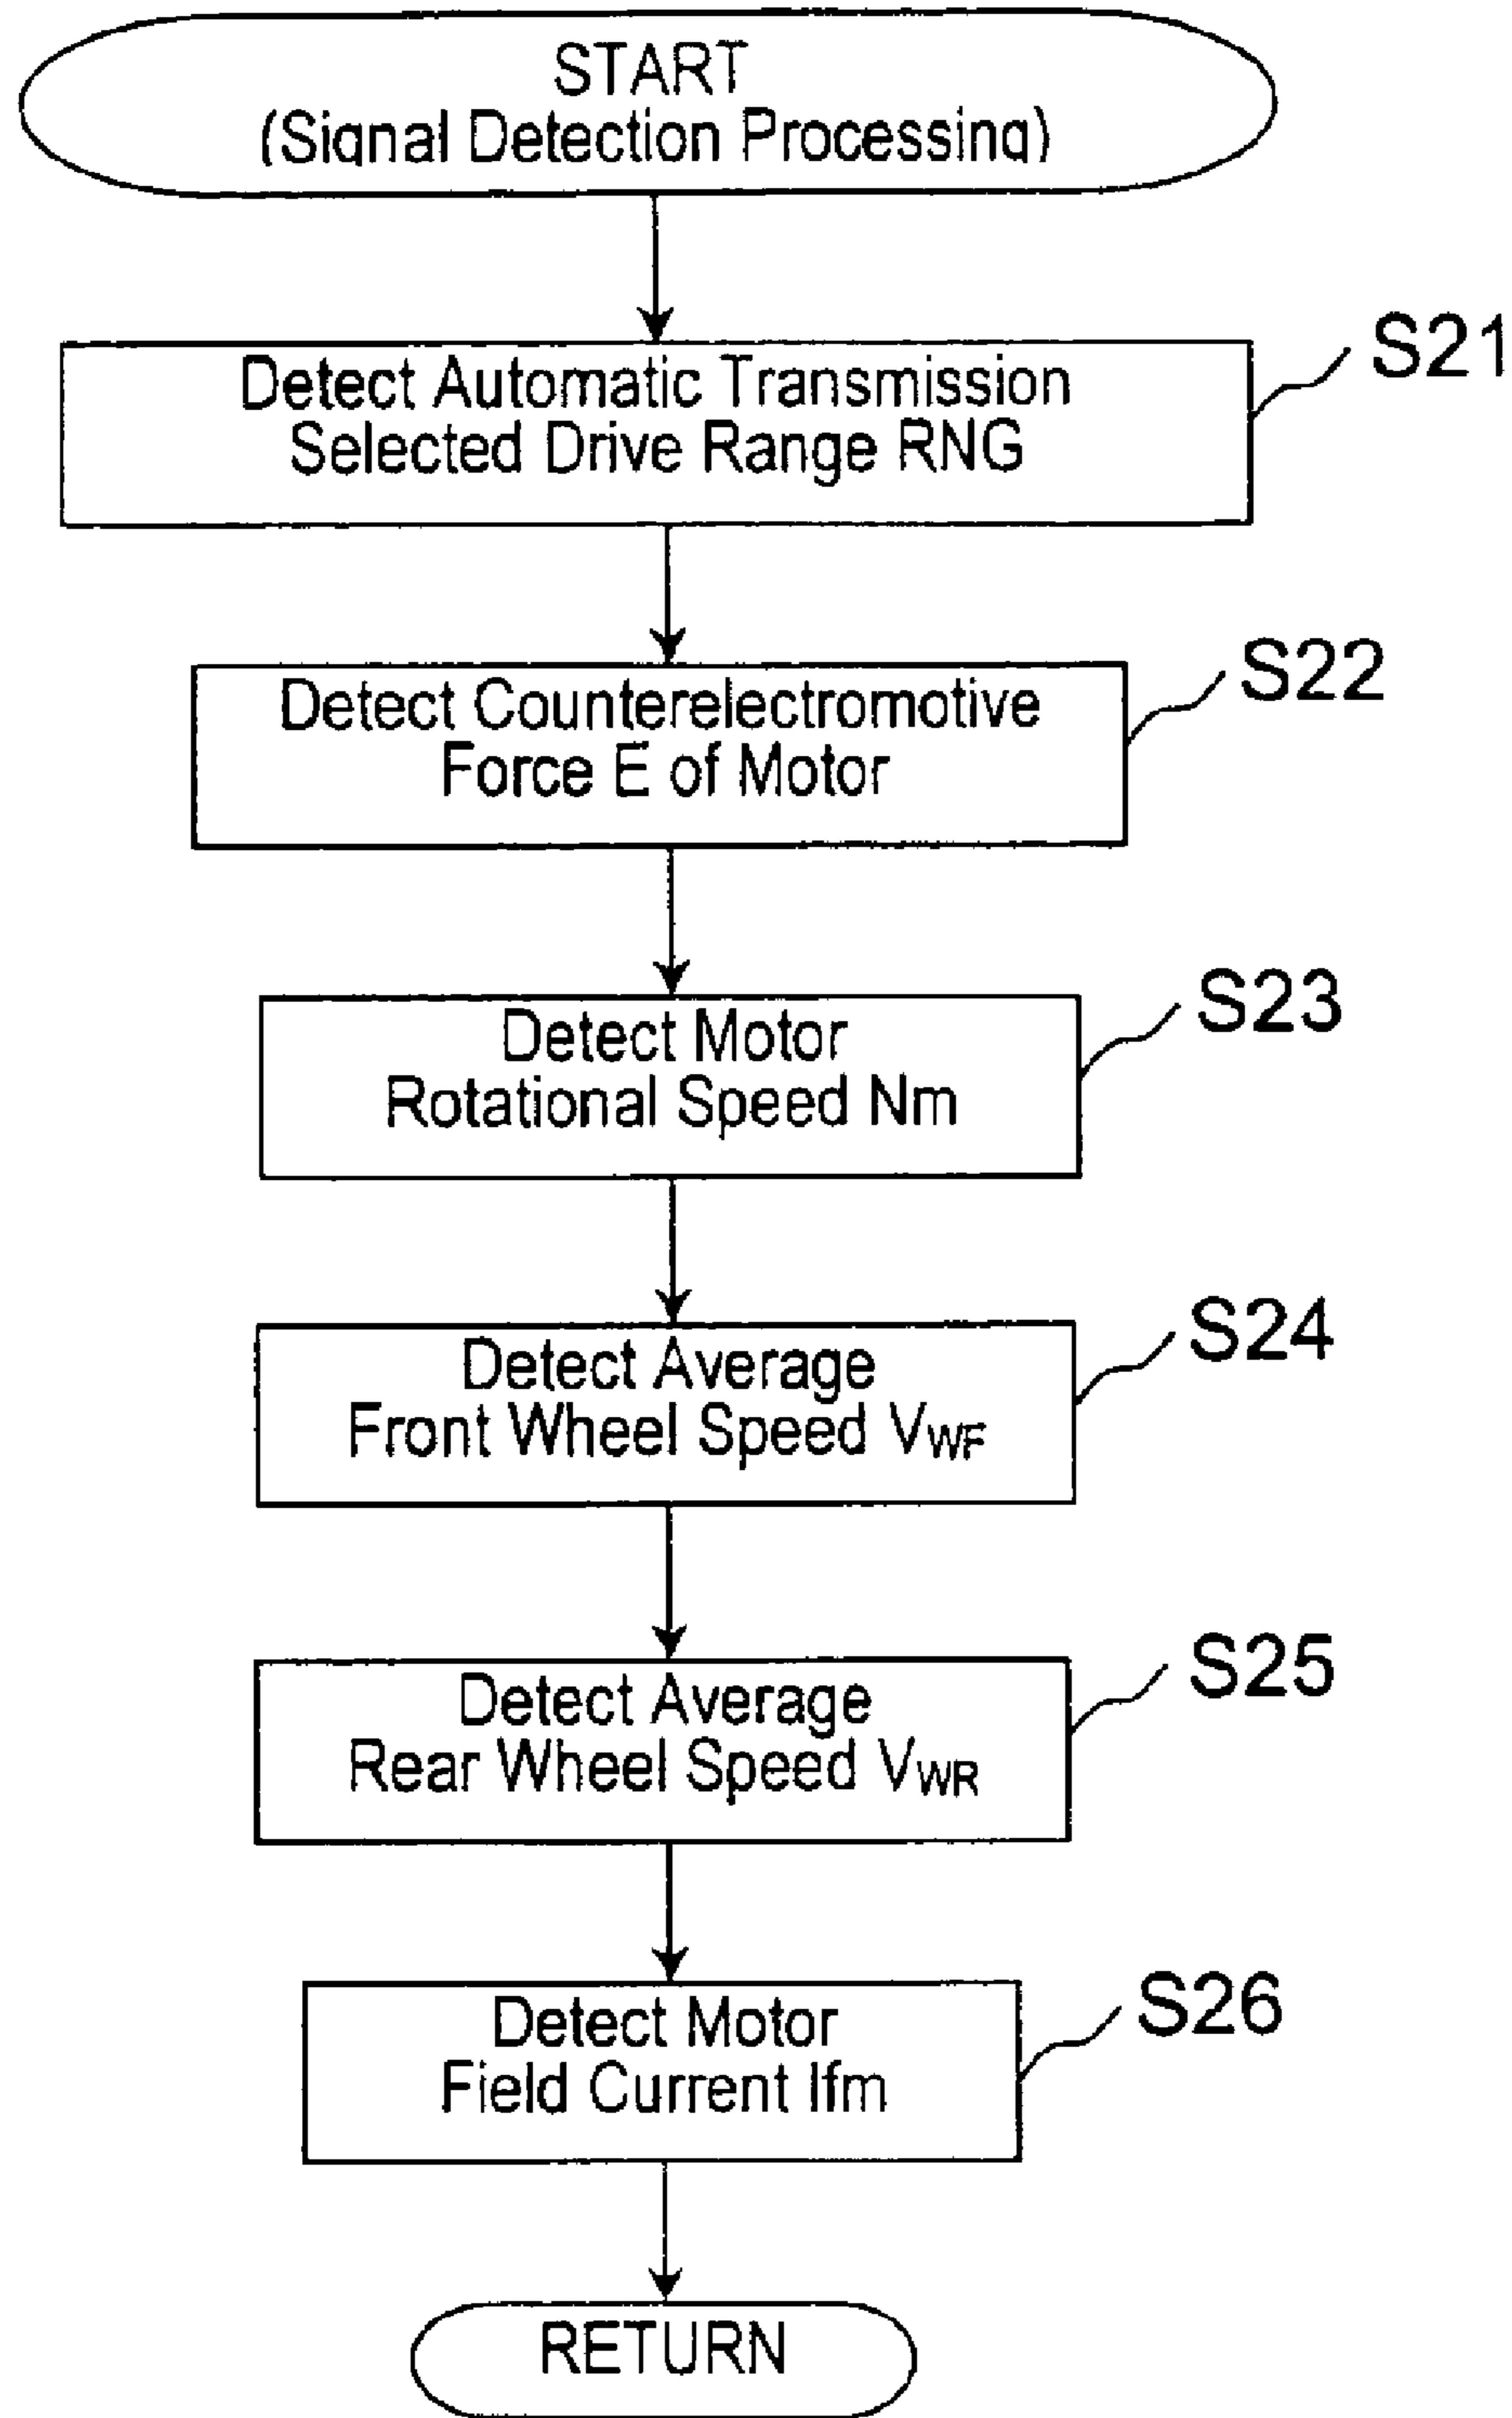 START
(Signal Detection Processing)
Detect Automatic Transmission
Selected Drive Range RNG
S21
Detect Counterelectromotive
Force E of Motor
S22
Detect Motor
Rotational Speed Nm
S23
Detect Average
Front Wheel Speed VWF
S24
Detect Average
Rear Wheel Speed VWR
S25
Detect Motor
Field Current Ifm
S26
RETURN